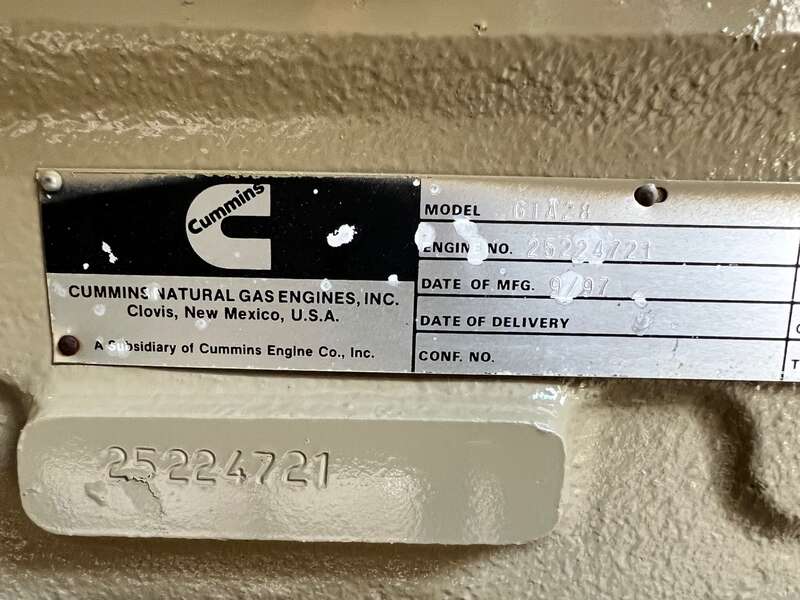 Cummins
CUMMINS NATURAL GAS ENGINES, INC.
Clovis, New Mexico, U.S.A.
A Subsidiary of Cummins Engine Co., Inc.
MODEL GTA28
ENGINE NO. 25224721
DATE OF MFG. 9/97
DATE OF DELIVERY
CONF. NO.
25224721